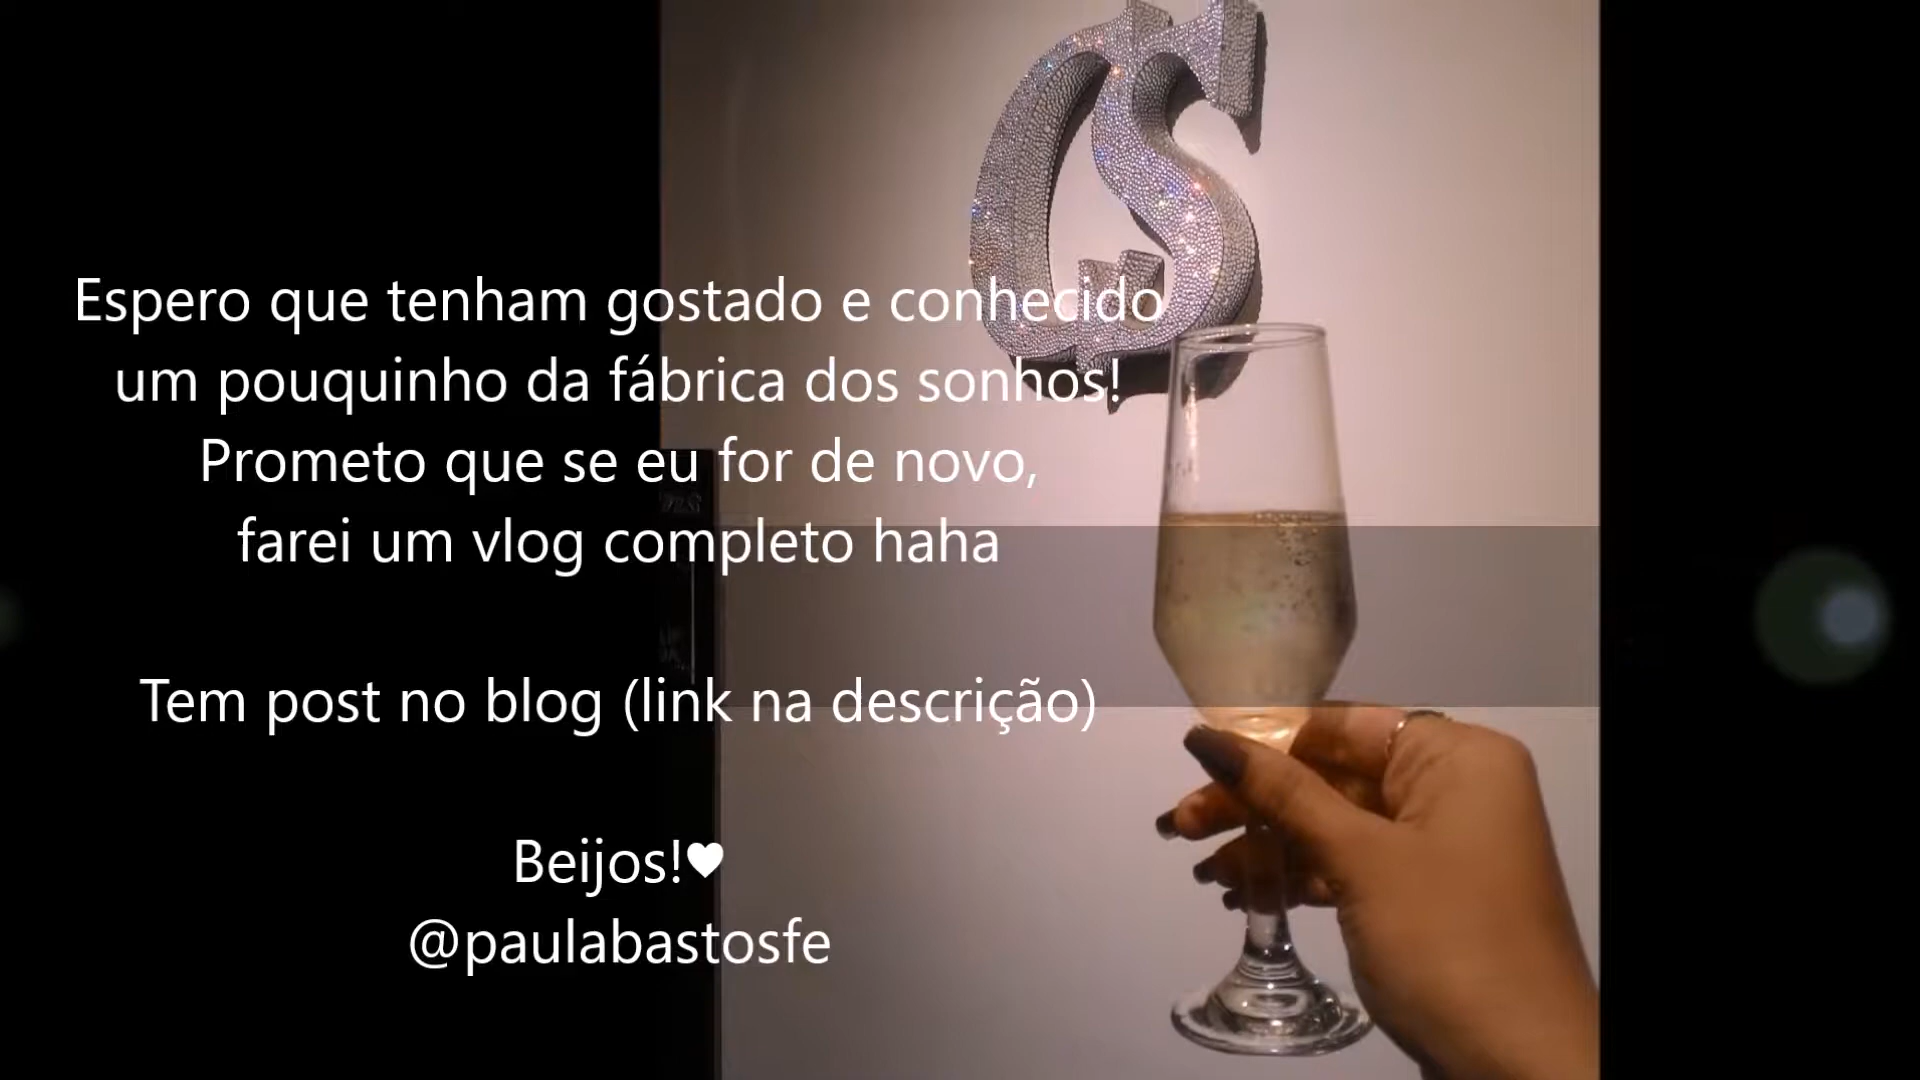 Espero que tenham gostado e conhecido
um pouquinho da fábrica dos sonhos!
Prometo que se eu for de novo,
farei um vlog completo haha
Tem post no blog (link na descrição)
Beijos!♥
@paulabastosfe